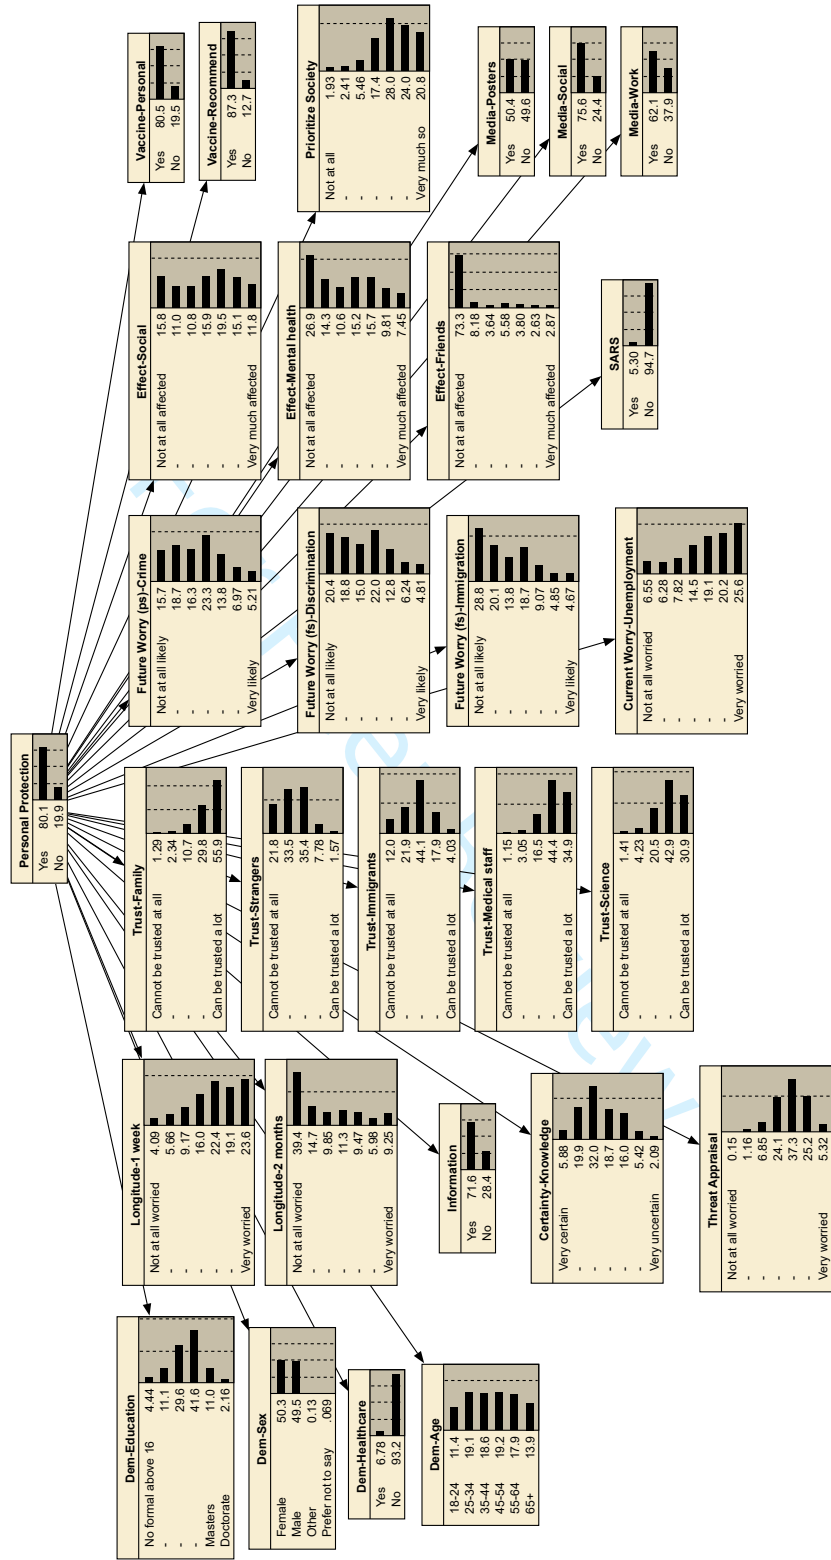 Personal Protection
Yes 80.1
No 19.9
Dem-Education
No formal above 16 4.44
- 11.1
- 29.6
- 41.6
Masters 11.0
Doctorate 2.16
Dem-Sex
Female 50.3
Male 49.5
Other 0.13
Prefer not to say .069
Dem-Healthcare
Yes 6.78
No 93.2
Dem-Age
18-24 11.4
25-34 19.1
35-44 18.6
45-54 19.2
55-64 17.9
65+ 13.9
Longitude-1 week
Not at all worried 4.09
- 5.66
- 9.17
- 16.0
- 22.4
- 19.1
Very worried 23.6
Longitude-2 months
Not at all worried 39.4
- 14.7
- 9.85
- 11.3
- 9.47
- 5.98
Very worried 9.25
Information
Yes 71.6
No 28.4
Certainty-Knowledge
Very certain 5.88
- 19.9
- 32.0
- 18.7
- 16.0
- 5.42
Very uncertain 2.09
Threat Appraisal
Not at all worried 0.15
- 1.16
- 6.85
- 24.1
- 37.3
- 25.2
Very worried 5.32
Trust-Family
Cannot be trusted at all 1.29
- 2.34
- 10.7
- 29.8
Can be trusted a lot 55.9
Trust-Strangers
Cannot be trusted at all 21.8
- 33.5
- 35.4
- 7.78
Can be trusted a lot 1.57
Trust-Immigrants
Cannot be trusted at all 12.0
- 21.9
- 44.1
- 17.9
Can be trusted a lot 4.03
Trust-Medical staff
Cannot be trusted at all 1.15
- 3.05
- 16.5
- 44.4
Can be trusted a lot 34.9
Trust-Science
Cannot be trusted at all 1.41
- 4.23
- 20.5
- 42.9
Can be trusted a lot 30.9
Future Worry (ps)-Crime
Not at all likely 15.7
- 18.7
- 16.3
- 23.3
- 13.8
- 6.97
Very likely 5.21
Future Worry (fs)-Discrimination
Not at all likely 20.4
- 18.8
- 15.0
- 22.0
- 12.8
- 6.24
Very likely 4.81
Future Worry (fs)-Immigration
Not at all likely 28.8
- 20.1
- 13.8
- 18.7
- 9.07
- 4.85
Very likely 4.67
Current Worry-Unemployment
Not at all worried 6.55
- 6.28
- 7.82
- 14.5
- 19.1
- 20.2
Very worried 25.6
Effect-Social
Not at all affected 15.8
- 11.0
- 10.8
- 15.9
- 19.5
- 15.1
Very much affected 11.8
Effect-Mental health
Not at all affected 26.9
- 14.3
- 10.6
- 15.2
- 15.7
- 9.81
Very much affected 7.45
Effect-Friends
Not at all affected 73.3
- 8.18
- 3.64
- 5.58
- 3.80
- 2.63
Very much affected 2.87
SARS
Yes 5.30
No 94.7
Vaccine-Personal
Yes 80.5
No 19.5
Vaccine-Recommend
Yes 87.3
No 12.7
Prioritize Society
Not at all 1.93
- 2.41
- 5.46
- 17.4
- 28.0
- 24.0
Very much so 20.8
Media-Posters
Yes 50.4
No 49.6
Media-Social
Yes 75.6
No 24.4
Media-Work
Yes 62.1
No 37.9